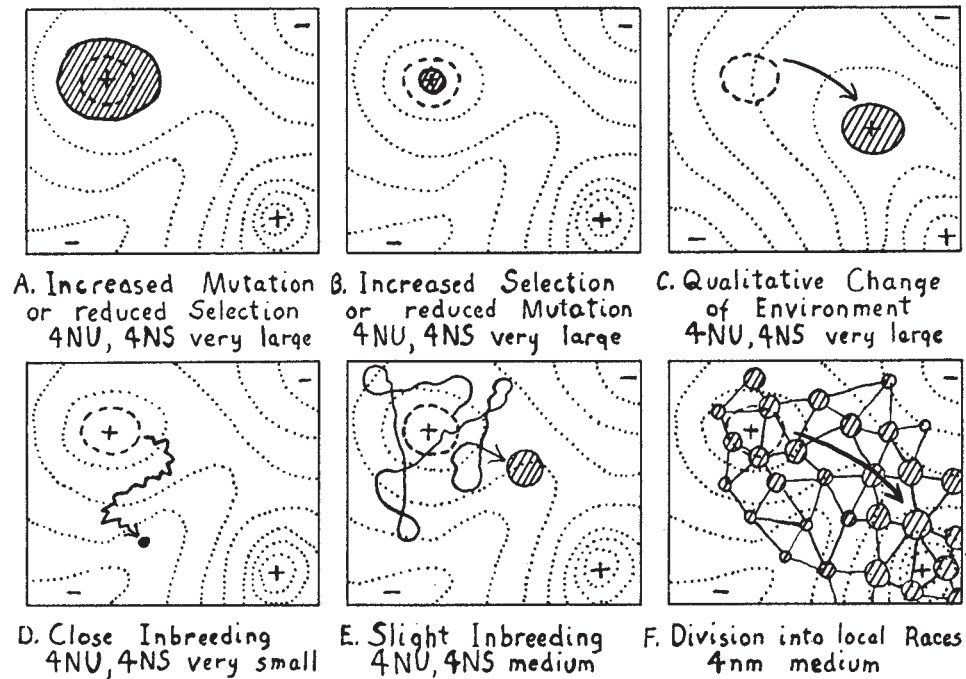 A. Increased Mutation
or reduced Selection
4NU, 4NS very large
B. Increased Selection
or reduced Mutation
4NU, 4NS very large
C. Qualitative Change
of Environment
4NU, 4NS very large
D. Close Inbreeding
4NU, 4NS very small
E. Slight Inbreeding
4NU, 4NS medium
F. Division into local Races
4nm medium